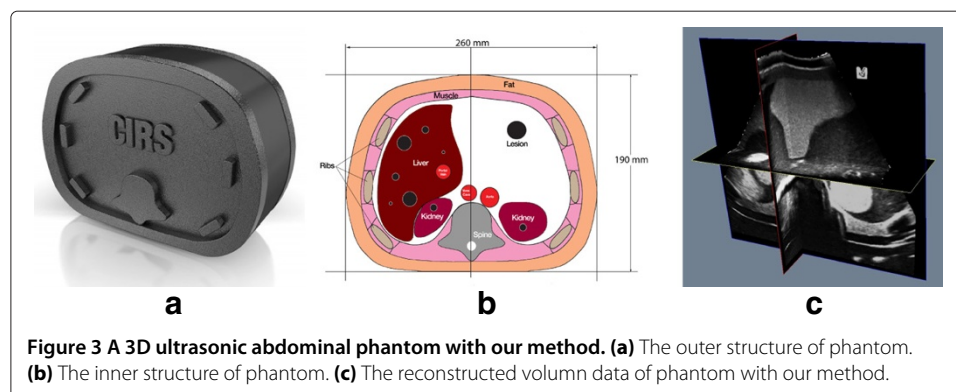 CIRS
260 mm
Fat
Muscle
Ribs
Liver
Lesion
190 mm
Kidney
Kidney
Spine
a
b
c
Figure 3 A 3D ultrasonic abdominal phantom with our method. (a) The outer structure of phantom.
(b) The inner structure of phantom. (c) The reconstructed volumn data of phantom with our method.